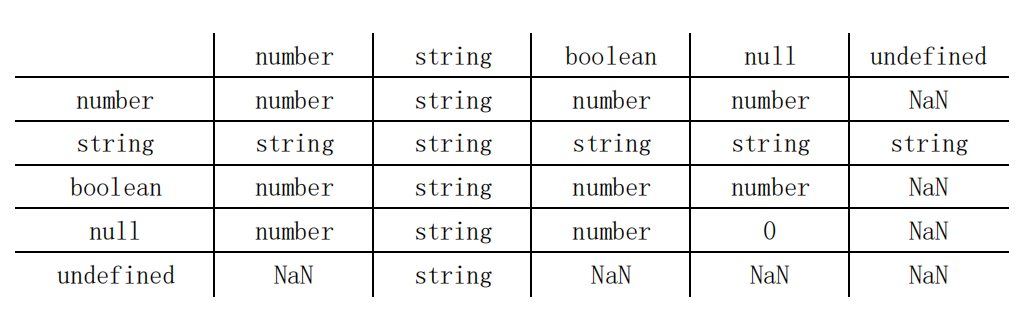 number string boolean null undefined
number number string number number NaN
string string string string string string
boolean number string number number NaN
null number string number 0 NaN
undefined NaN string NaN NaN NaN